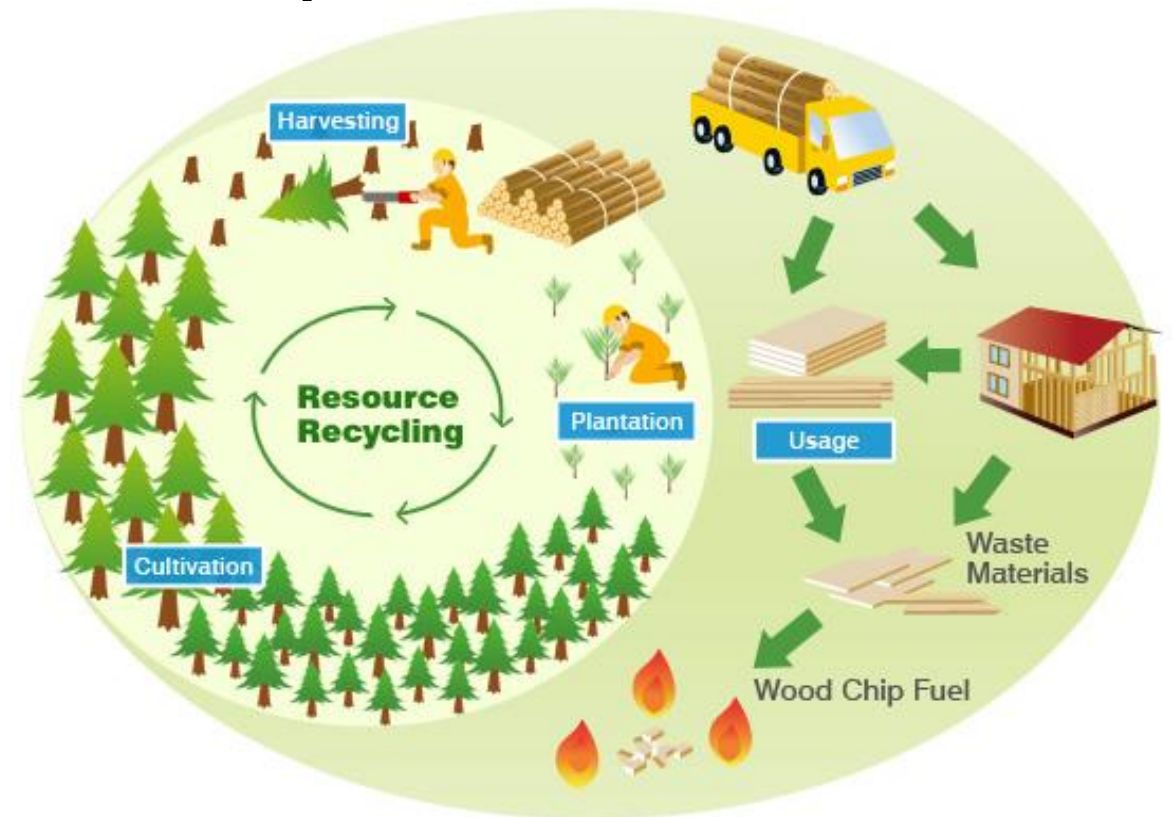 Harvesting
Resource
Recycling
Plantation
Usage
Cultivation
Waste
Materials
Wood Chip Fuel